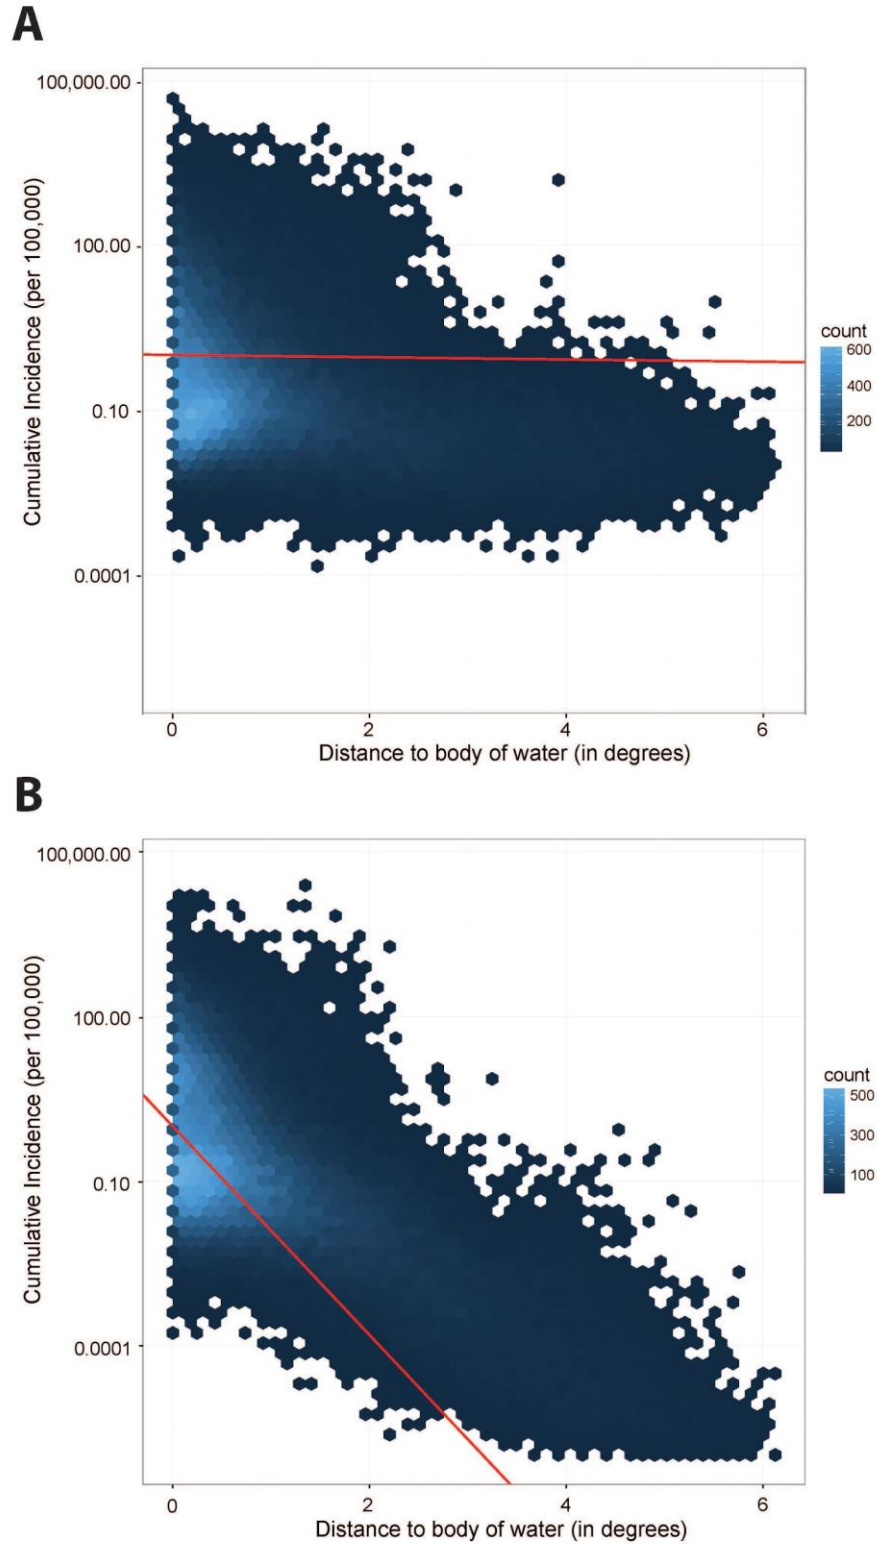 A
Cumulative Incidence (per 100,000)
100,000.00
100.00
0.10
0.0001
0 2 4 6
Distance to body of water (in degrees)
count
600
400
200
B
Cumulative Incidence (per 100,000)
100,000.00
100.00
0.10
0.0001
0 2 4 6
Distance to body of water (in degrees)
count
500
300
100